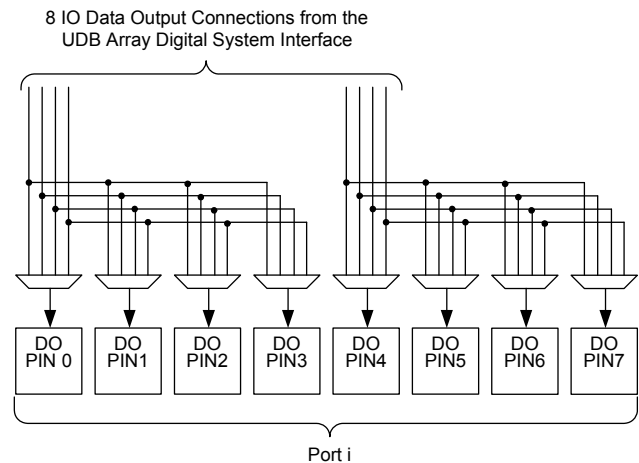 8 IO Data Output Connections from the
UDB Array Digital System Interface
DO
PIN 0
DO
PIN1
DO
PIN2
DO
PIN3
DO
PIN4
DO
PIN5
DO
PIN6
DO
PIN7
Port i